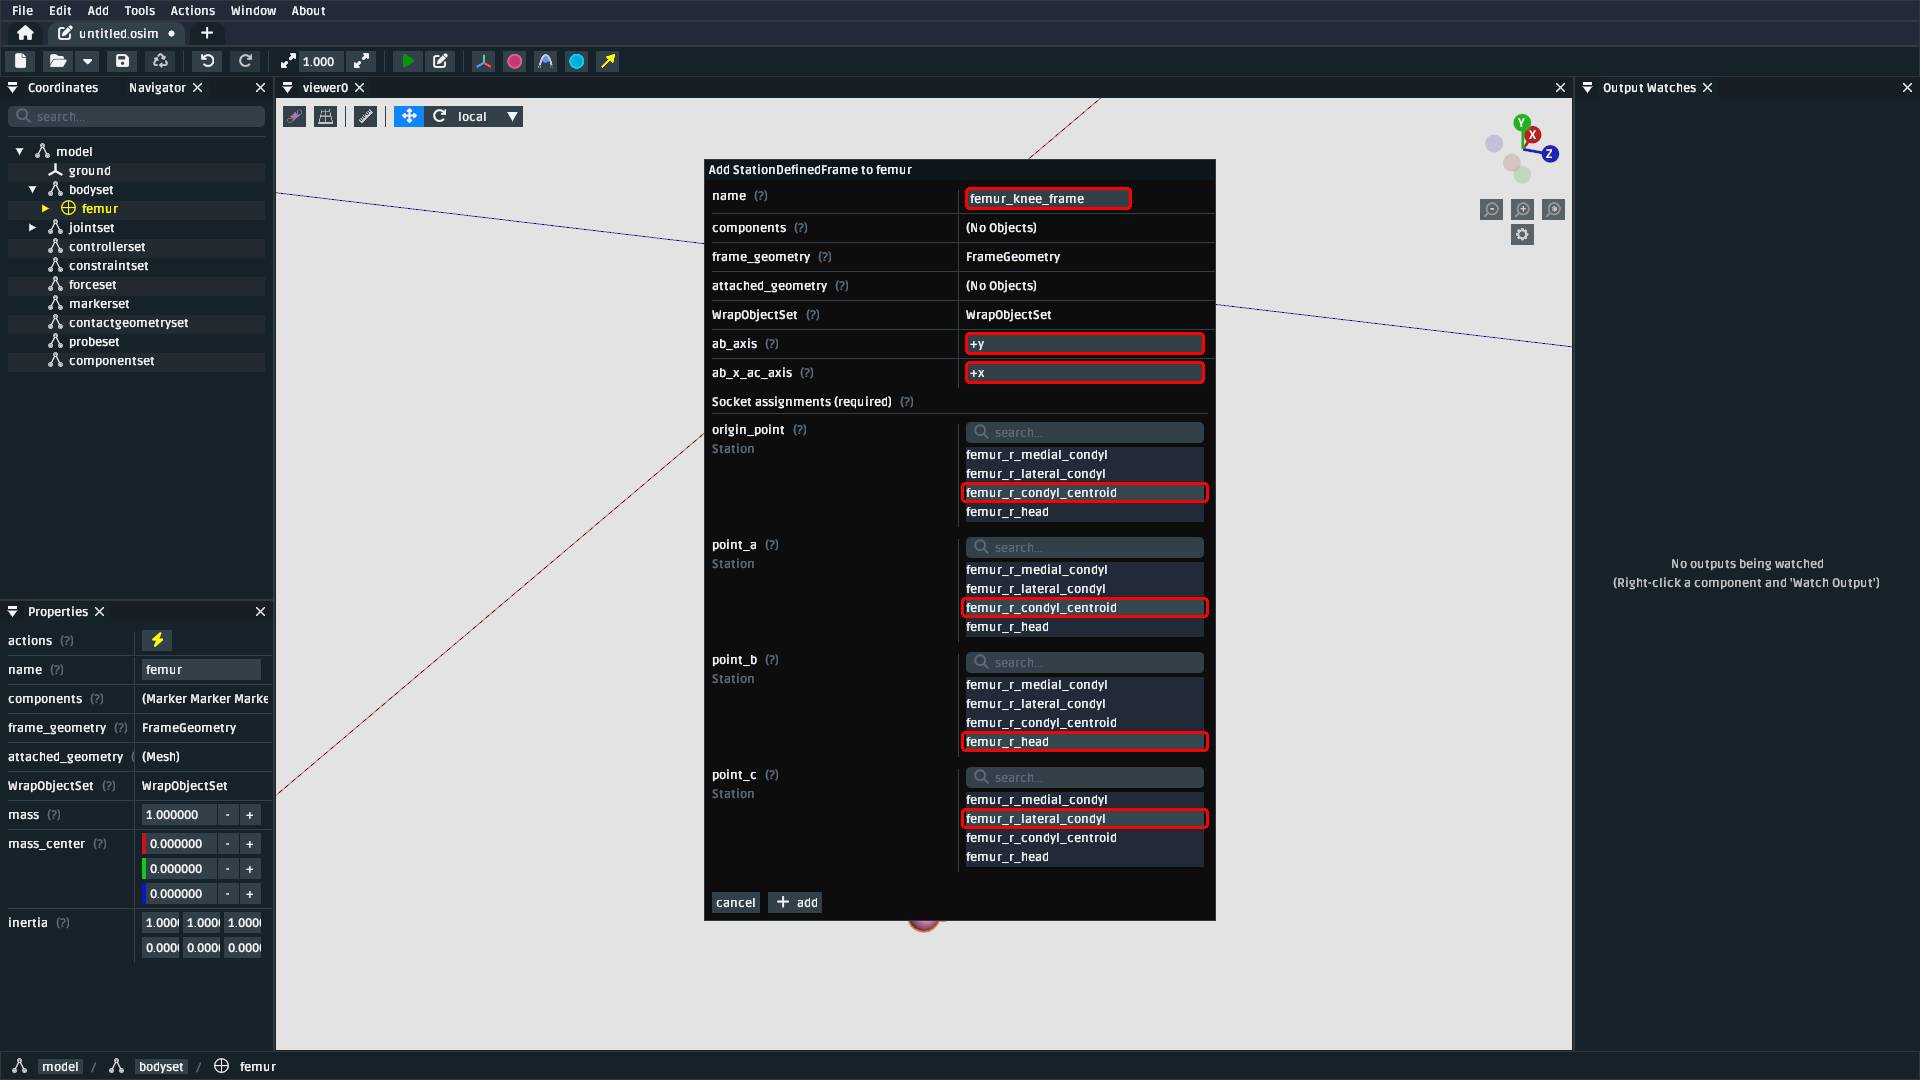 File Edit Add Tools Actions Window About
untitled.osim
1.000
Coordinates Navigator
search...
model
ground
bodyset
femur
jointset
controllerset
constraintset
forceset
markerset
contactgeometryset
probeset
componentset
Properties
actions (?)
name (?) femur
components (?) (Marker Marker Marke
frame_geometry (?) FrameGeometry
attached_geometry ( (Mesh)
WrapObjectSet (?) WrapObjectSet
mass (?) 1.000000 - +
mass_center (?) 0.000000 - +
0.000000 - +
0.000000 - +
inertia (?) 1.000 1.000 1.000
0.000 0.000 0.000
viewer0
local
Y
X
Z
Add StationDefinedFrame to femur
name (?) femur_knee_frame
components (?) (No Objects)
frame_geometry (?) FrameGeometry
attached_geometry (?) (No Objects)
WrapObjectSet (?) WrapObjectSet
ab_axis (?) +y
ab_x_ac_axis (?) +x
Socket assignments (required) (?)
origin_point (?) search...
Station
femur_r_medial_condyl
femur_r_lateral_condyl
femur_r_condyl_centroid
femur_r_head
point_a (?) search...
Station
femur_r_medial_condyl
femur_r_lateral_condyl
femur_r_condyl_centroid
femur_r_head
point_b (?) search...
Station
femur_r_medial_condyl
femur_r_lateral_condyl
femur_r_condyl_centroid
femur_r_head
point_c (?) search...
Station
femur_r_medial_condyl
femur_r_lateral_condyl
femur_r_condyl_centroid
femur_r_head
cancel + add
Output Watches
No outputs being watched
(Right-click a component and 'Watch Output')
model / bodyset / femur